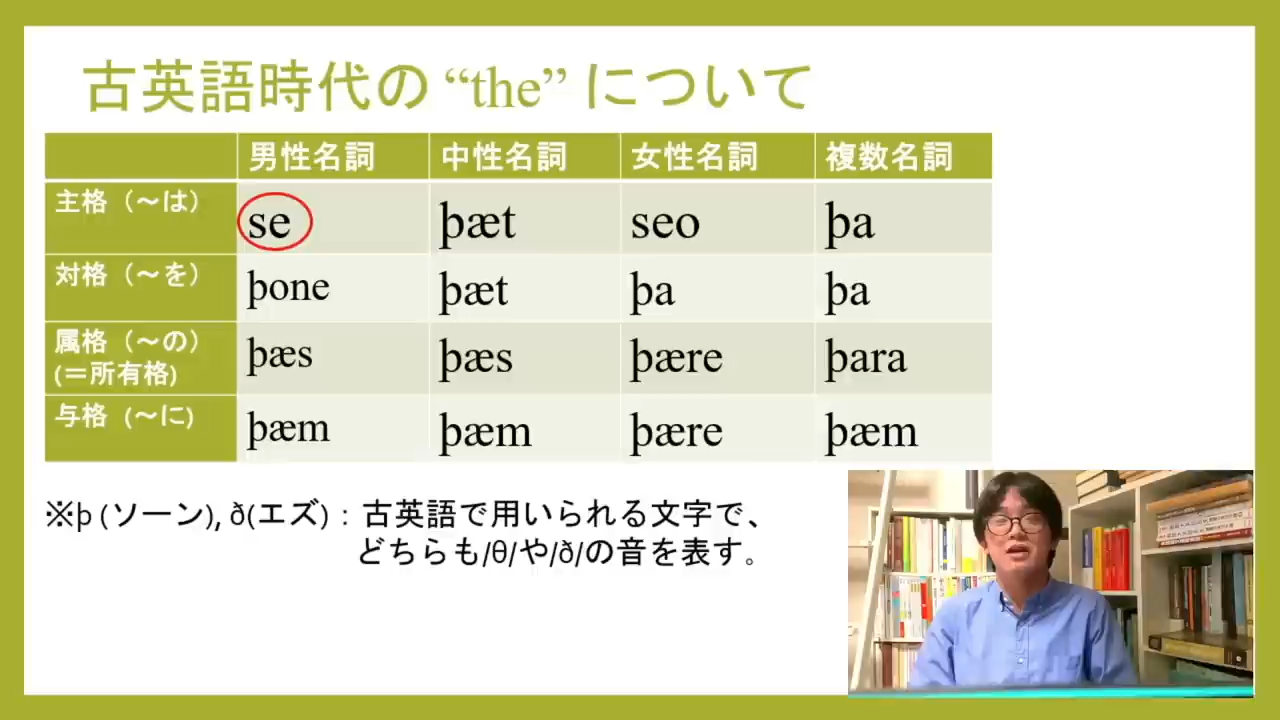 古英語時代の “the” について
男性名詞 中性名詞 女性名詞 複数名詞
主格（～は） se þæt seo þa
対格（～を） þone þæt þa þa
属格（～の） þæs þæs þære þara
(＝所有格)
与格（～に） þæm þæm þære þæm
※þ (ソーン), ð(エズ)：古英語で用いられる文字で、
どちらも/θ/や/ð/の音を表す。